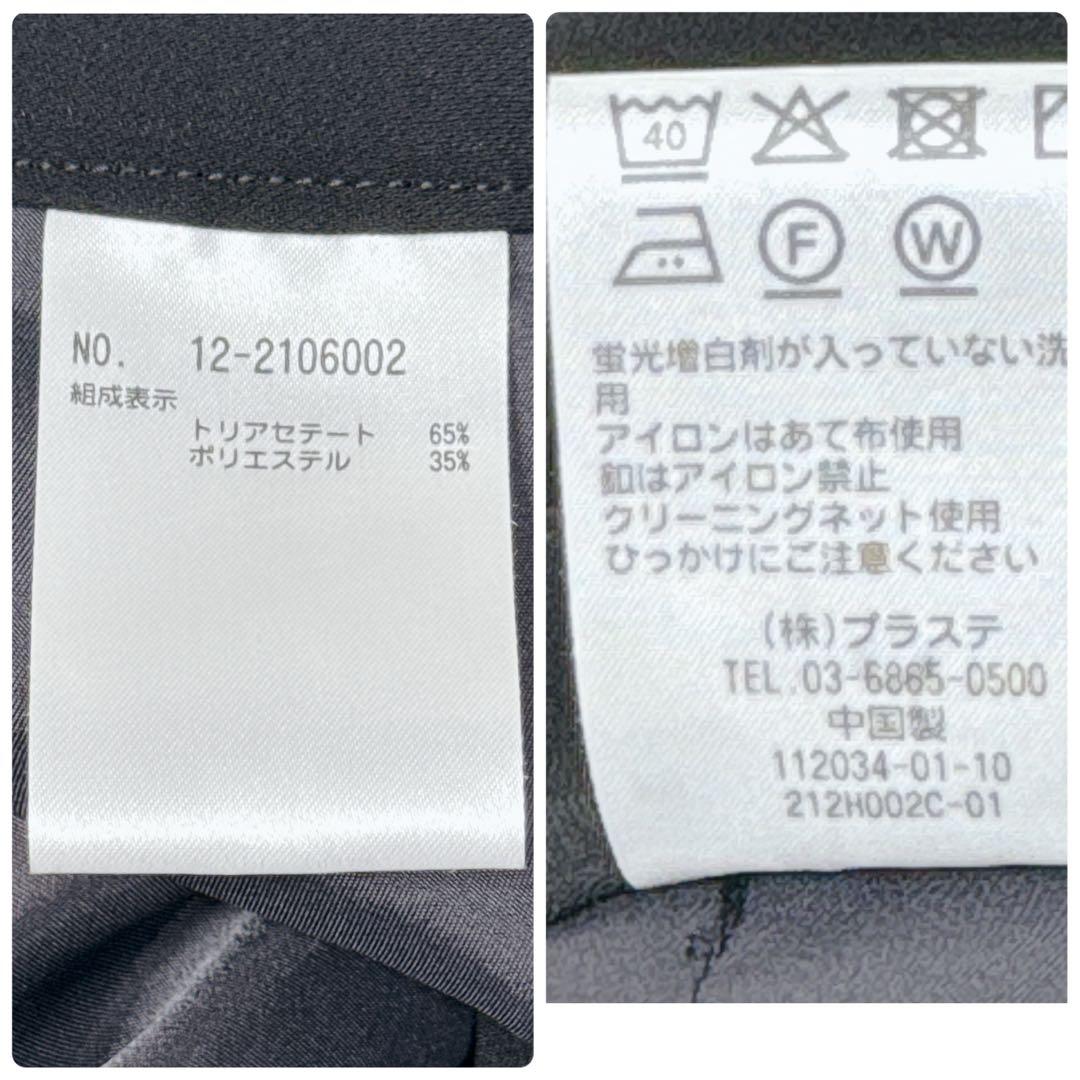 NO. 12-2106002
組成表示
トリアセテート 65%
ポリエステル 35%
40
F W
蛍光増白剤が入っていない洗
用
アイロンはあて布使用
釦はアイロン禁止
クリーニングネット使用
ひっかけにご注意ください
(株)プラステ
TEL.03-6865-0500
中国製
112034-01-10
212H002C-01